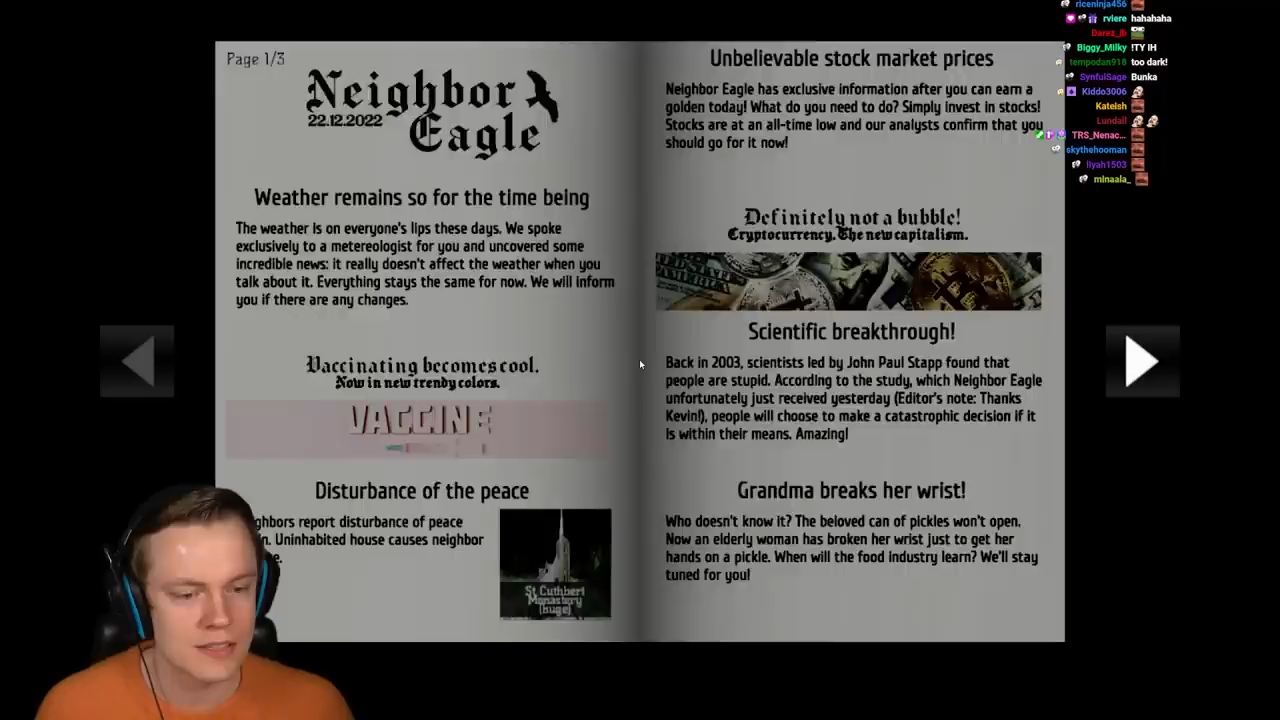 Page 1/3
Neighbor
22.12.2022
Eagle
Weather remains so for the time being
The weather is on everyone's lips these days. We spoke
exclusively to a metereologist for you and uncovered some
incredible news: it really doesn't affect the weather when you
talk about it. Everything stays the same for now. We will inform
you if there are any changes.
Vaccinating becomes cool.
Now in new trendy colors.
VACCINE
Disturbance of the peace
ghbors report disturbance of peace
n. Uninhabited house causes neighbor
e.
St Cuthbert
Monastery
(huge)
Unbelievable stock market prices
Neighbor Eagle has exclusive information after you can earn a
golden today! What do you need to do? Simply invest in stocks!
Stocks are at an all-time low and our analysts confirm that you
should go for it now!
Definitely not a bubble!
Cryptocurrency. The new capitalism.
Scientific breakthrough!
Back in 2003, scientists led by John Paul Stapp found that
people are stupid. According to the study, which Neighbor Eagle
unfortunately just received yesterday (Editor's note: Thanks
Kevin!), people will choose to make a catastrophic decision if it
is within their means. Amazing!
Grandma breaks her wrist!
Who doesn't know it? The beloved can of pickles won't open.
Now an elderly woman has broken her wrist just to get her
hands on a pickle. When will the food industry learn? We'll stay
tuned for you!
riceninja456
rviere hahahaha
Darez_lh
Biggy_Milky !TY IH
tempodan918 too dark!
SynfulSage Bunka
Kiddo3006
Kateish
Lundall
TRS_Nenac...
skythehooman
liyah1503
minaala_